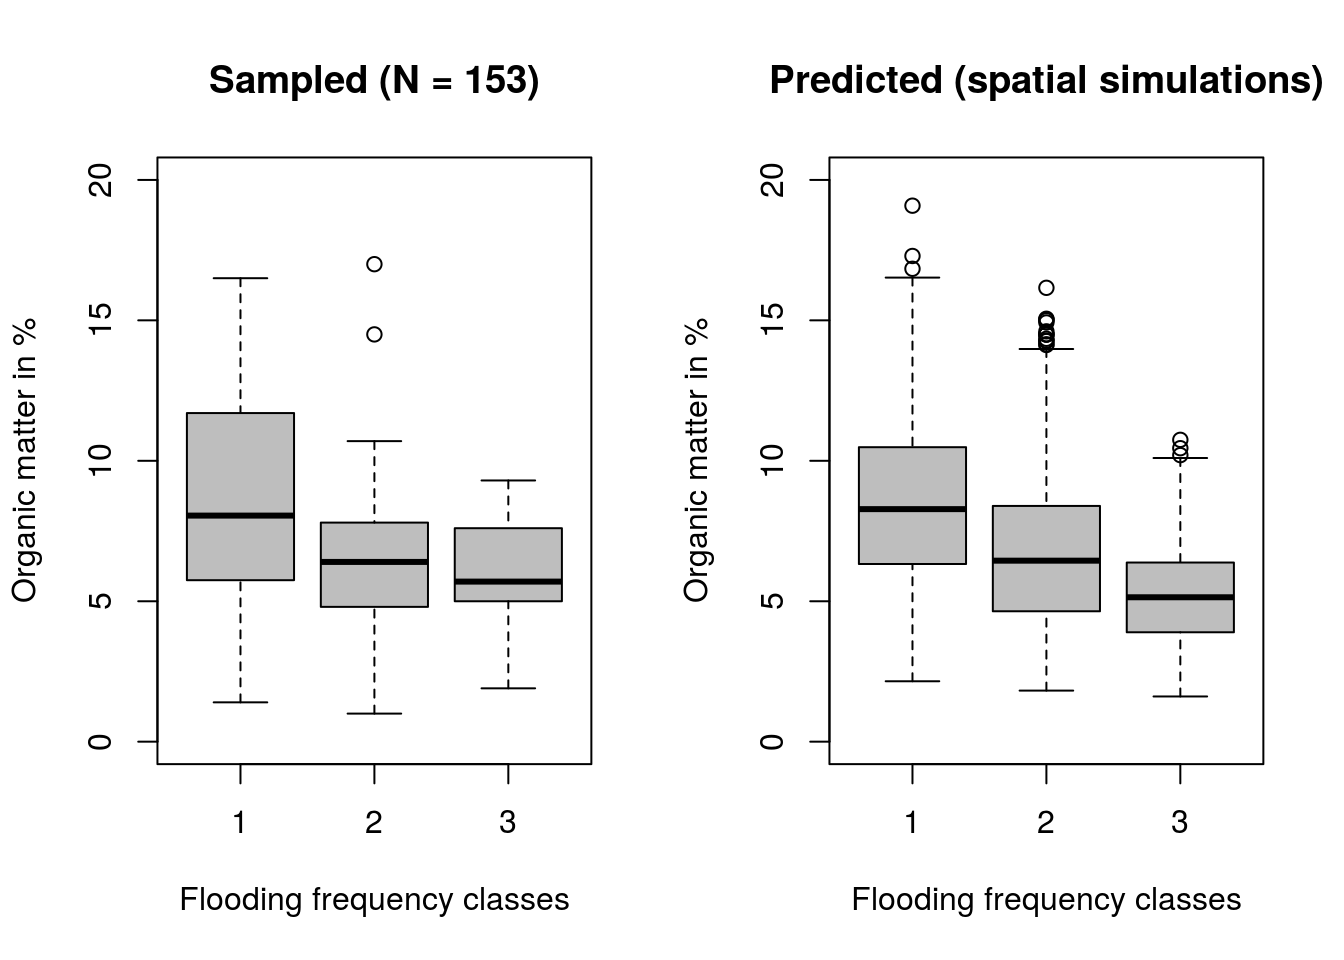 Sampled (N = 153)
Organic matter in %
20
15
10
5
0
1 2 3
Flooding frequency classes
Predicted (spatial simulations)
Organic matter in %
20
15
10
5
0
1 2 3
Flooding frequency classes